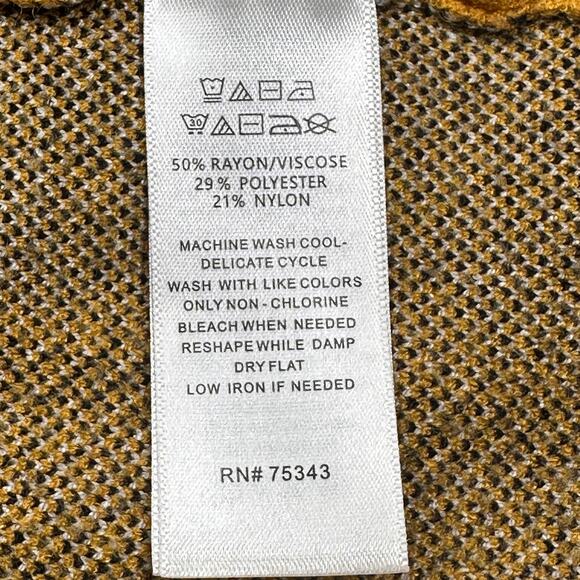 30
50% RAYON/VISCOSE
29% POLYESTER
21% NYLON
MACHINE WASH COOL-
DELICATE CYCLE
WASH WITH LIKE COLORS
ONLY NON-CHLORINE
BLEACH WHEN NEEDED
RESHAPE WHILE DAMP
DRY FLAT
LOW IRON IF NEEDED
RN# 75343